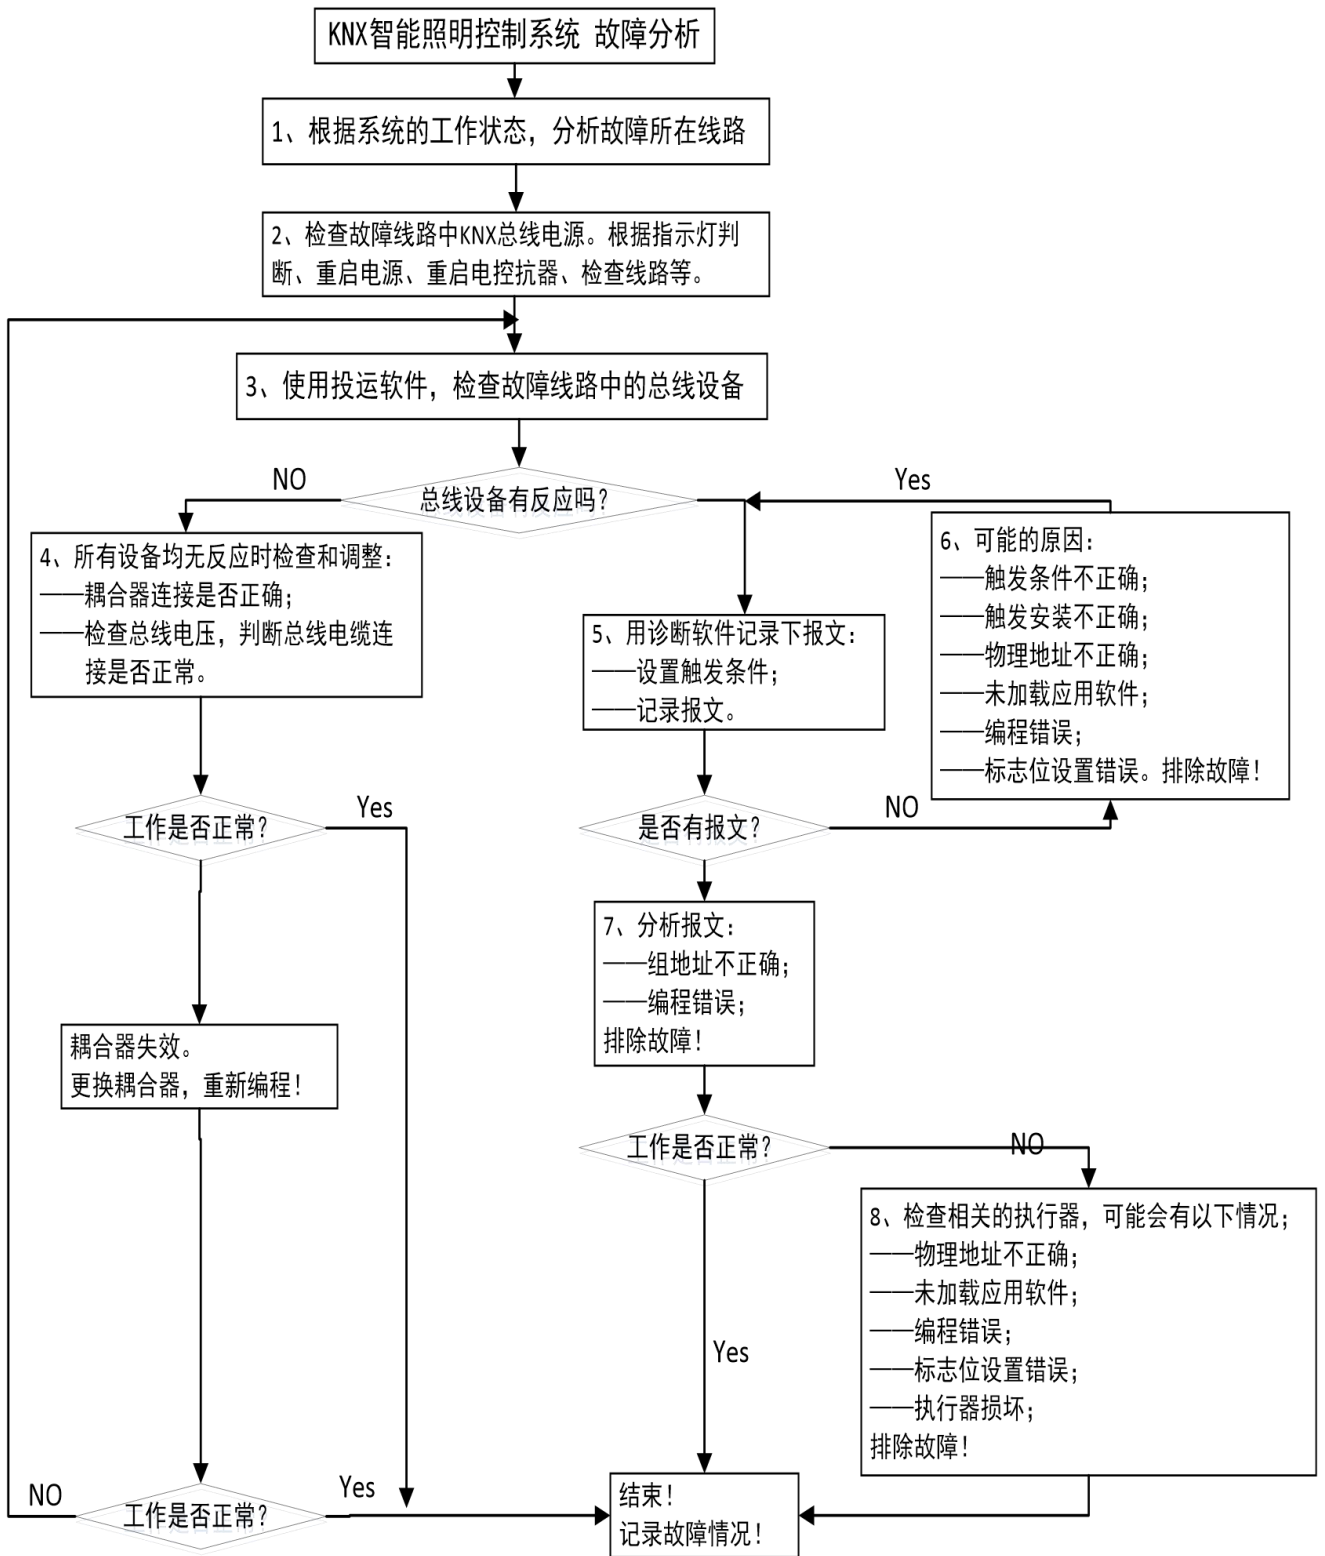 KNX智能照明控制系统 故障分析
1、根据系统的工作状态，分析故障所在线路
2、检查故障线路中KNX总线电源。根据指示灯判
断、重启电源、重启电控抗器、检查线路等。
3、使用投运软件，检查故障线路中的总线设备
总线设备有反应吗？
NO
Yes
4、所有设备均无反应时检查和调整：
——耦合器连接是否正确；
——检查总线电压，判断总线电缆连
接是否正常。
5、用诊断软件记录下报文：
——设置触发条件；
——记录报文。
6、可能的原因：
——触发条件不正确；
——触发安装不正确；
——物理地址不正确；
——未加载应用软件；
——编程错误；
——标志位设置错误。排除故障！
工作是否正常？
Yes
是否有报文？
NO
7、分析报文：
——组地址不正确；
——编程错误；
排除故障！
耦合器失效。
更换耦合器，重新编程！
工作是否正常？
NO
8、检查相关的执行器，可能会有以下情况；
——物理地址不正确；
——未加载应用软件；
——编程错误；
——标志位设置错误；
——执行器损坏；
排除故障！
Yes
NO
工作是否正常？
Yes
结束！
记录故障情况！